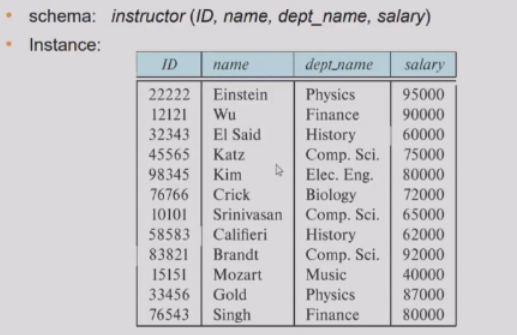 • schema: instructor (ID, name, dept_name, salary)
• Instance:
ID name dept_name salary
22222 Einstein Physics 95000
12121 Wu Finance 90000
32343 El Said History 60000
45565 Katz Comp. Sci. 75000
98345 Kim Elec. Eng. 80000
76766 Crick Biology 72000
10101 Srinivasan Comp. Sci. 65000
58583 Califieri History 62000
83821 Brandt Comp. Sci. 92000
15151 Mozart Music 40000
33456 Gold Physics 87000
76543 Singh Finance 80000